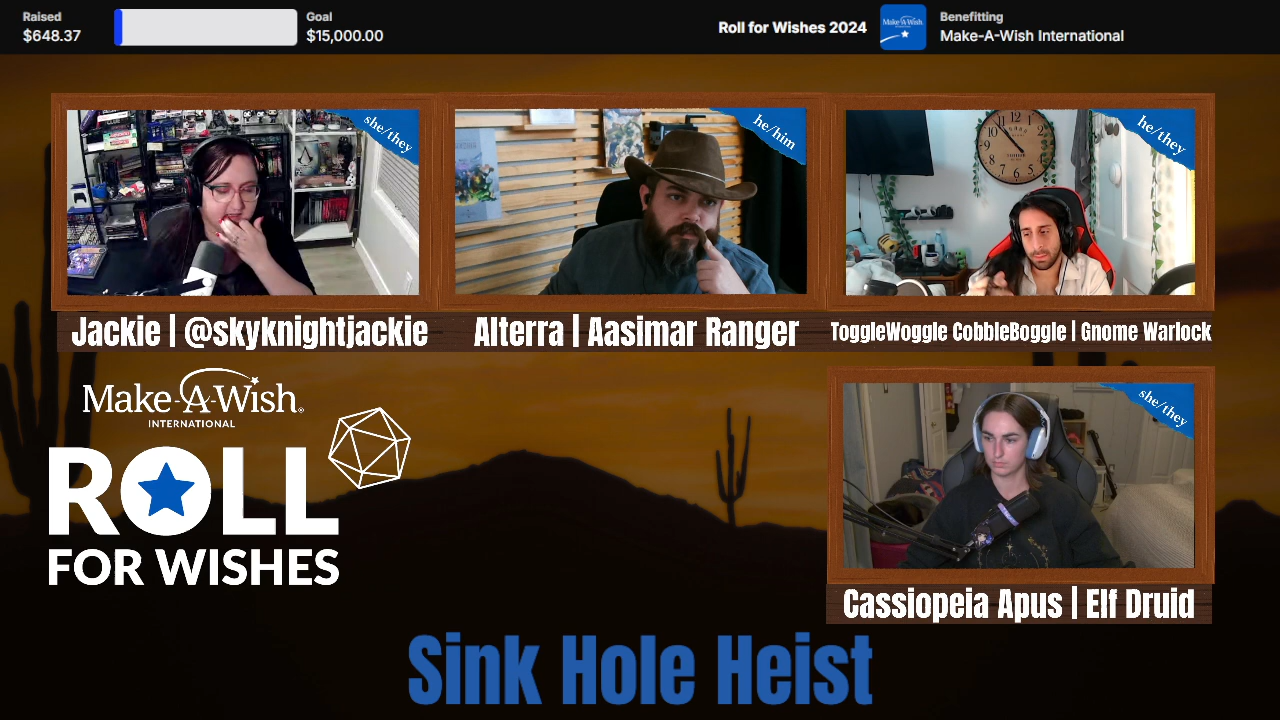 Raised
$648.37
Goal
$15,000.00
Roll for Wishes 2024
Make-A-Wish
Benefitting
Make-A-Wish International
she/they
he/him
he/they
Jackie | @skyknightjackie
Alterra | Aasimar Ranger
ToggleWoggle CobbleBoggle | Gnome Warlock
Make-A-Wish®
INTERNATIONAL
ROLL
FOR WISHES
she/they
Cassiopeia Apus | Elf Druid
Sink Hole Heist